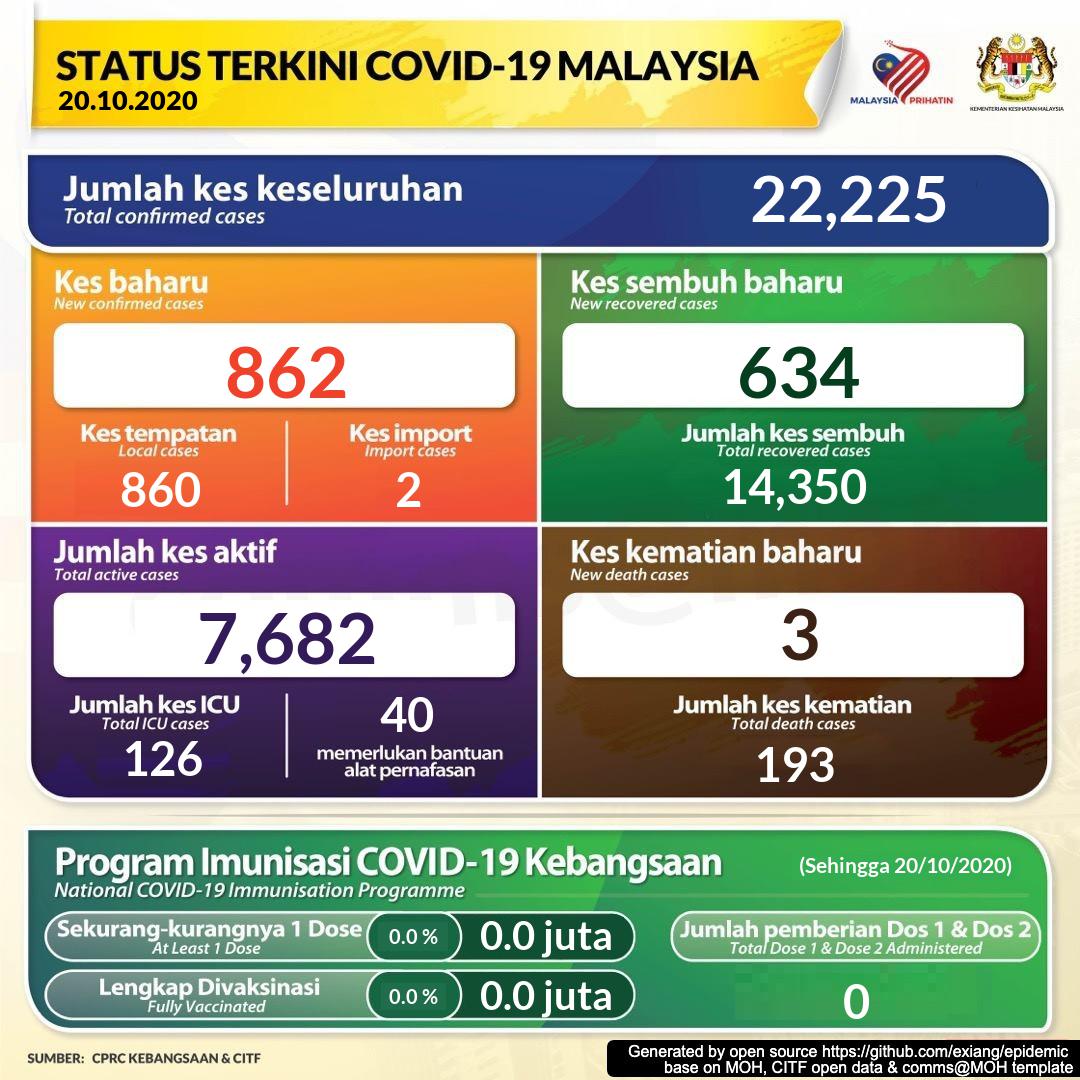 STATUS TERKINI COVID-19 MALAYSIA
20.10.2020
MALAYSIA PRIHATIN
KEMENTERIAN KESIHATAN MALAYSIA
Jumlah kes keseluruhan
Total confirmed cases
22,225
Kes baharu
New confirmed cases
862
Kes tempatan
Local cases
860
Kes import
Import cases
2
Kes sembuh baharu
New recovered cases
634
Jumlah kes sembuh
Total recovered cases
14,350
Jumlah kes aktif
Total active cases
7,682
Jumlah kes ICU
Total ICU cases
126
40
memerlukan bantuan
alat pernafasan
Kes kematian baharu
New death cases
3
Jumlah kes kematian
Total death cases
193
Program Imunisasi COVID-19 Kebangsaan
National COVID-19 Immunisation Programme
(Sehingga 20/10/2020)
Sekurang-kurangnya 1 Dose
At Least 1 Dose
0.0 %
0.0 juta
Lengkap Divaksinasi
Fully Vaccinated
0.0 %
0.0 juta
Jumlah pemberian Dos 1 & Dos 2
Total Dose 1 & Dose 2 Administered
0
SUMBER: CPRC KEBANGSAAN & CITF
Generated by open source https://github.com/exiang/epidemic
base on MOH, CITF open data & comms@MOH template